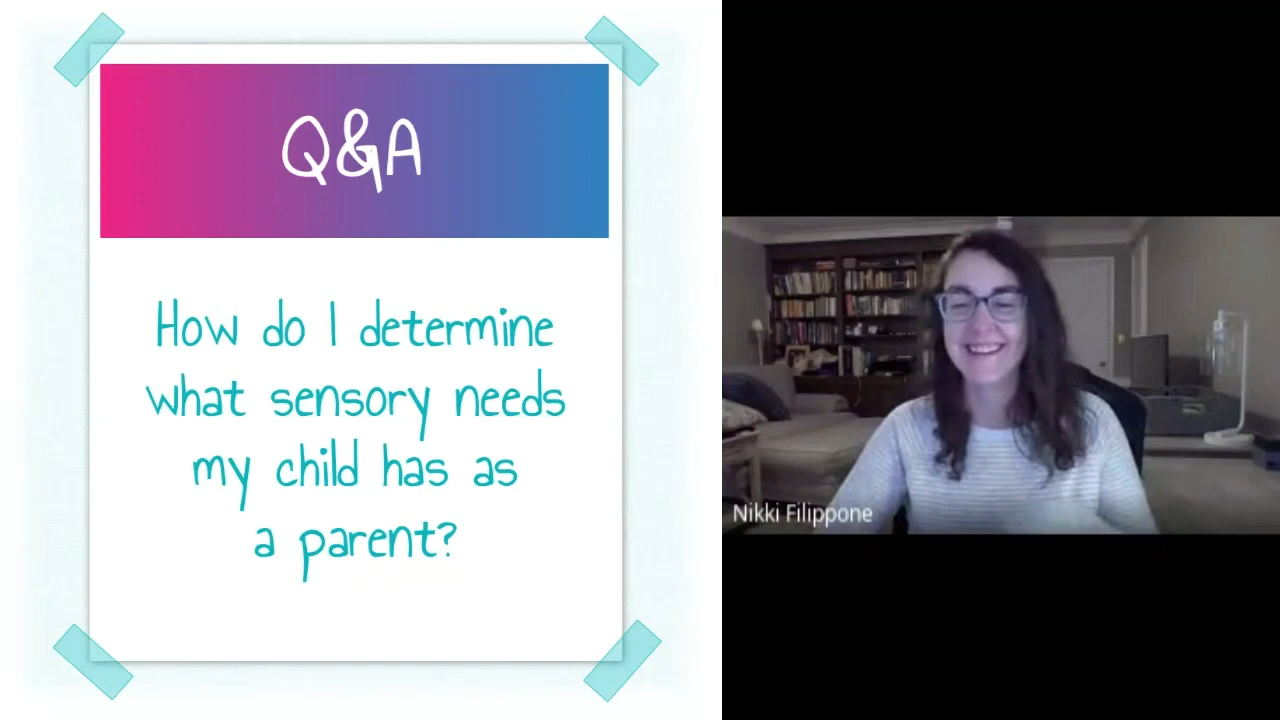 Q&A
How do I determine
what sensory needs
my child has as
a parent?
Nikki Filippone